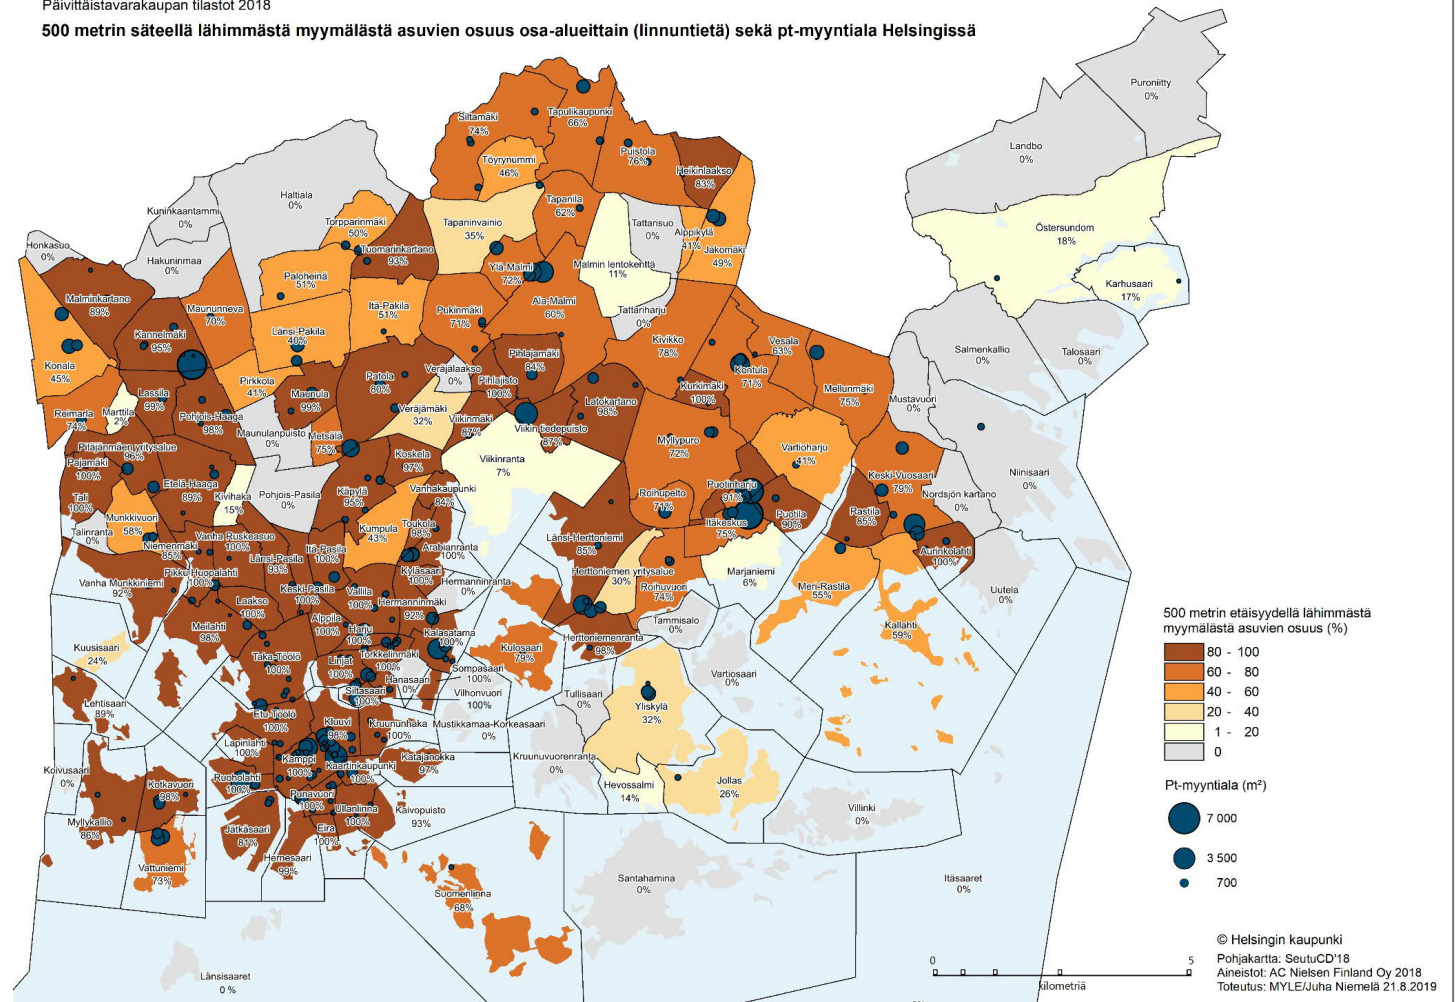 Päivittäistavarakaupan tilastot 2018
500 metrin säteellä lähimmästä myymälästä asuvien osuus osa-alueittain (linnuntietä) sekä pt-myyntiala Helsingissä
Puroniitty
0%
Landbo
0%
Siltamäki
74%
Tapulikaupunki
66%
Töyrynummi
46%
Puistola
76%
Heikinlaakso
83%
Haltiala
0%
Kuninkaantammi
0%
Torpparinmäki
50%
Tapaninvainio
35%
Tapanila
62%
Tattarisuo
0%
Alppikylä
41%
Jakomäki
49%
Östersundom
18%
Honkasuo
0%
Hakuninmaa
0%
Tuomarinkartano
93%
Ylä-Malmi
72%
Malmin lentokenttä
11%
Karhusaari
17%
Malminkartano
89%
Paloheinä
51%
Maununneva
70%
Itä-Pakila
51%
Pukinmäki
71%
Ala-Malmi
60%
Tattariharju
0%
Kannelmäki
95%
Länsi-Pakila
40%
Kivikko
78%
Vesala
63%
Salmenkallio
0%
Talosaari
0%
Konala
45%
Pirkkola
41%
Patola
80%
Veräjälaakso
0%
Pihlajamäki
84%
Pihlajisto
100%
Kontula
71%
Mellunmäki
75%
Kurkimäki
100%
Mustavuori
0%
Lassila
99%
Maunula
99%
Reimarla
74%
Marttila
2%
Pohjois-Haaga
98%
Veräjämäki
32%
Viikinmäki
87%
Latokartano
98%
Viikin tiedepuisto
87%
Maunulanpuisto
0%
Metsälä
75%
Myllypuro
72%
Vartioharju
41%
Pitäjänmäen yritysalue
96%
Pajamäki
100%
Koskela
97%
Viikinranta
7%
Keski-Vuosaari
79%
Niinisaari
0%
Etelä-Haaga
89%
Kivihaka
15%
Pohjois-Pasila
0%
Käpylä
95%
Vanhakaupunki
84%
Roihupelto
71%
Puotinharju
91%
Nordsjön kartano
0%
Tali
100%
Munkkivuori
58%
Kumpula
43%
Toukola
98%
Itäkeskus
75%
Puotila
90%
Rastila
85%
Talinranta
0%
Niemenmäki
85%
Vanha Ruskeasuo
100%
Itä-Pasila
100%
Arabianranta
100%
Länsi-Herttoniemi
85%
Aurinkolahti
100%
Vanha Munkkiniemi
92%
Pikku Huopalahti
100%
Länsi-Pasila
93%
Kyläsaari
100%
Herttoniemen yritysalue
30%
Marjaniemi
6%
Keski-Pasila
100%
Vallila
100%
Hermanninranta
0%
Roihuvuori
74%
Meri-Rastila
55%
Uutela
0%
Laakso
100%
Hermanninmäki
92%
Meilahti
98%
Alppila
100%
Harju
100%
Kalasatama
100%
Tammisalo
0%
Kallahti
59%
Kuusisaari
24%
Herttoniemenranta
98%
Kulosaari
79%
Taka-Töölö
100%
Linjat
100%
Torkkelinmäki
100%
Sompasaari
100%
Vartiosaari
0%
Hanasaari
0%
Vilhonvuori
100%
Tullisaari
0%
Siltasaari
100%
Lehtisaari
89%
Yliskylä
32%
Etu-Töölö
100%
Kluuvi
96%
Kruununhaka
100%
Mustikkamaa-Korkeasaari
0%
Lapinlahti
100%
Kamppi
100%
Kaartinkaupunki
100%
Katajanokka
97%
Kruunuvuorenranta
0%
Koivusaari
0%
Kotkavuori
98%
Ruoholahti
100%
Hevossalmi
14%
Jollas
26%
Punavuori
100%
Ullanlinna
100%
Kaivopuisto
93%
Villinki
0%
Myllykallio
86%
Jätkäsaari
81%
Eira
100%
Hernesaari
99%
Vattuniemi
73%
Suomenlinna
68%
Santahamina
0%
Itäsaaret
0%
Länsisaaret
0 %
500 metrin etäisyydellä lähimmästä
myymälästä asuvien osuus (%)
80 - 100
60 - 80
40 - 60
20 - 40
1 - 20
0
Pt-myyntiala (m²)
7 000
3 500
700
© Helsingin kaupunki
Pohjakartta: SeutuCD'18
Aineistot: AC Nielsen Finland Oy 2018
Toteutus: MYLE/Juha Niemelä 21.8.2019
0 5
kilometriä